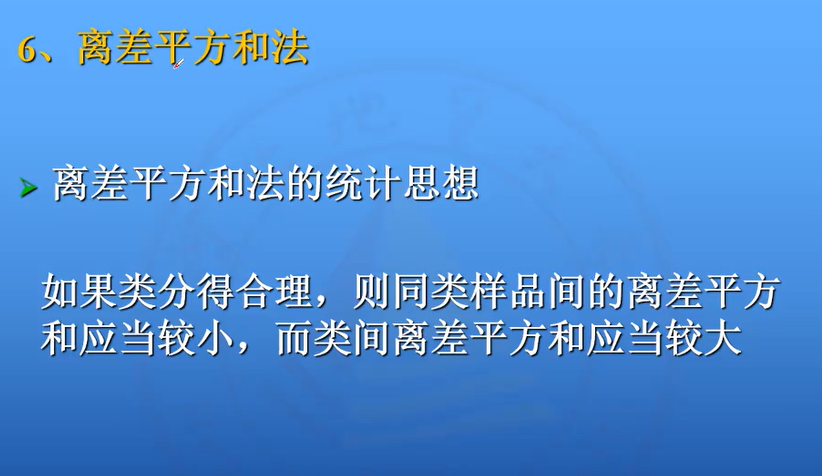 6、离差平方和法
离差平方和法的统计思想
如果类分得合理，则同类样品间的离差平方
和应当较小，而类间离差平方和应当较大